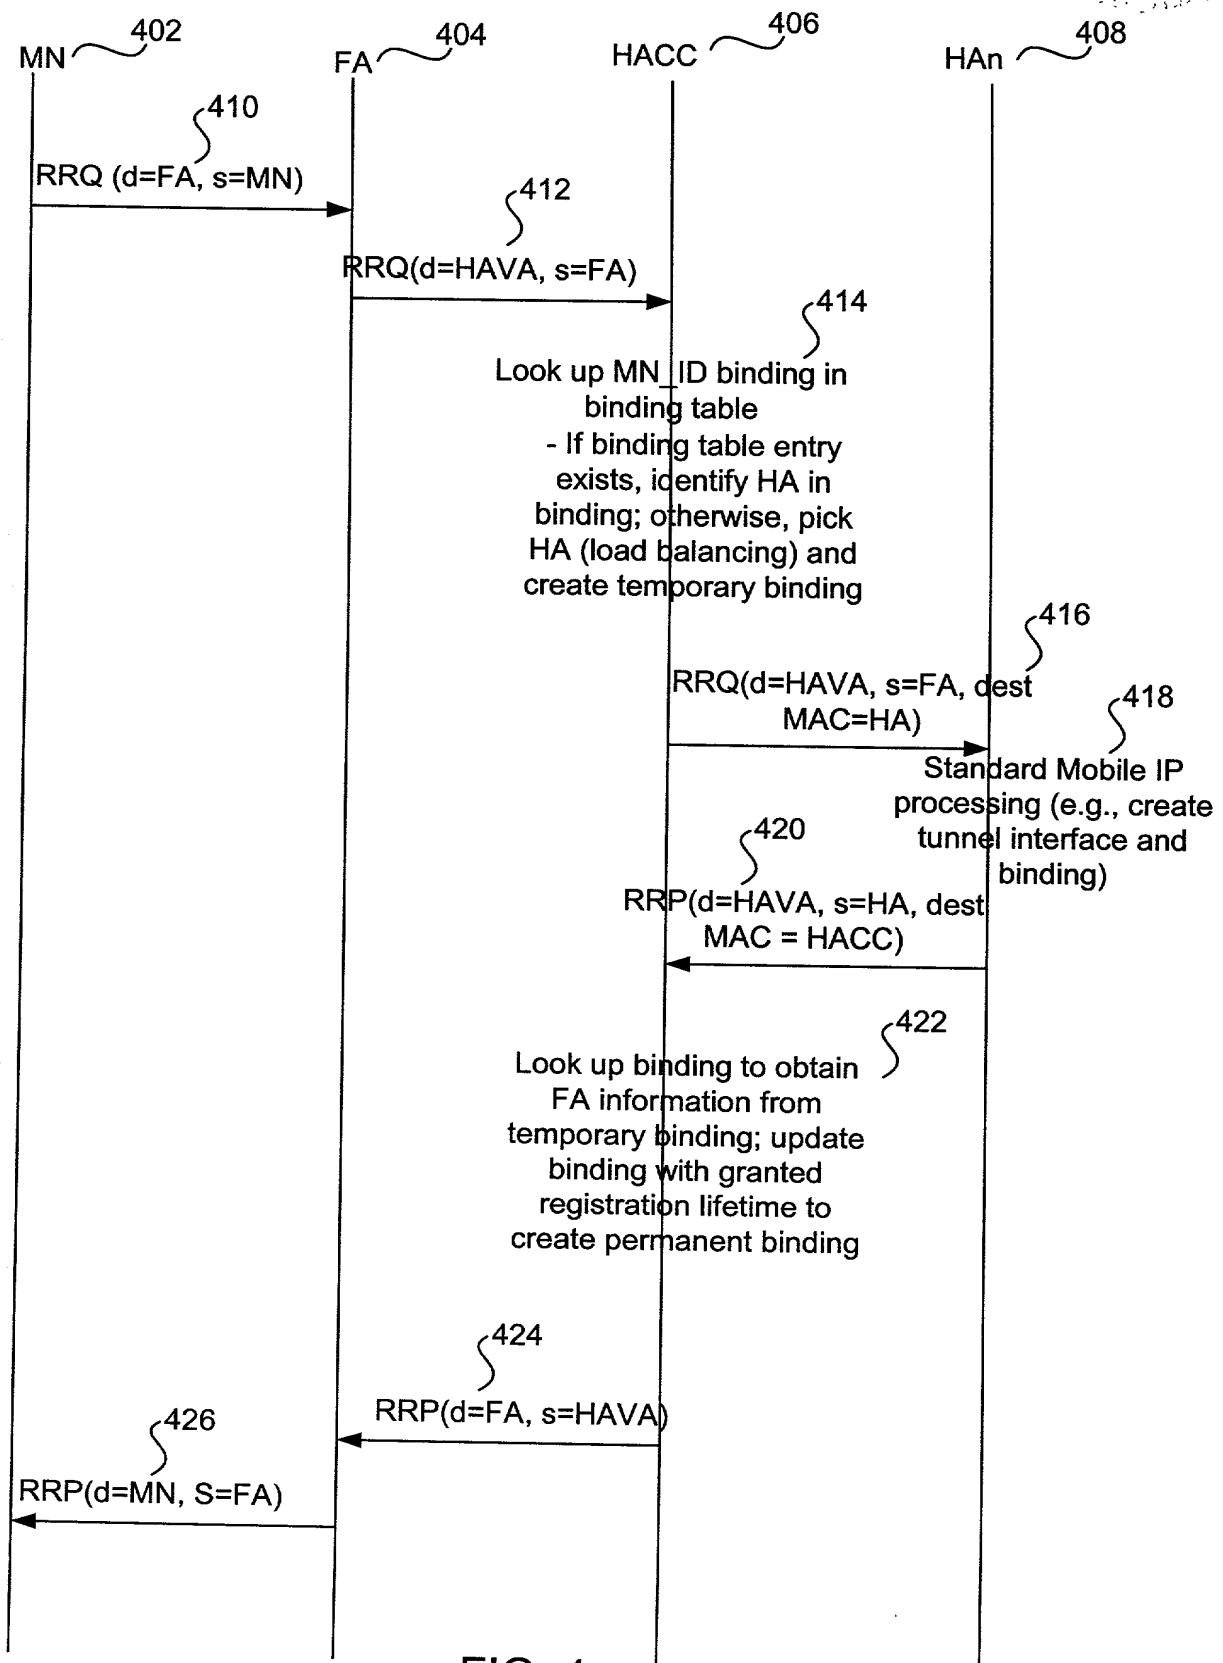 MN 402
FA 404
HACC 406
HAn 408
410
RRQ (d=FA, s=MN)
412
RRQ(d=HAVA, s=FA)
414
Look up MN_ID binding in
binding table
- If binding table entry
exists, identify HA in
binding; otherwise, pick
HA (load balancing) and
create temporary binding
416
RRQ(d=HAVA, s=FA, dest
MAC=HA)
418
Standard Mobile IP
processing (e.g., create
tunnel interface and
binding)
420
RRP(d=HAVA, s=HA, dest
MAC = HACC)
422
Look up binding to obtain
FA information from
temporary binding; update
binding with granted
registration lifetime to
create permanent binding
424
RRP(d=FA, s=HAVA)
426
RRP(d=MN, S=FA)